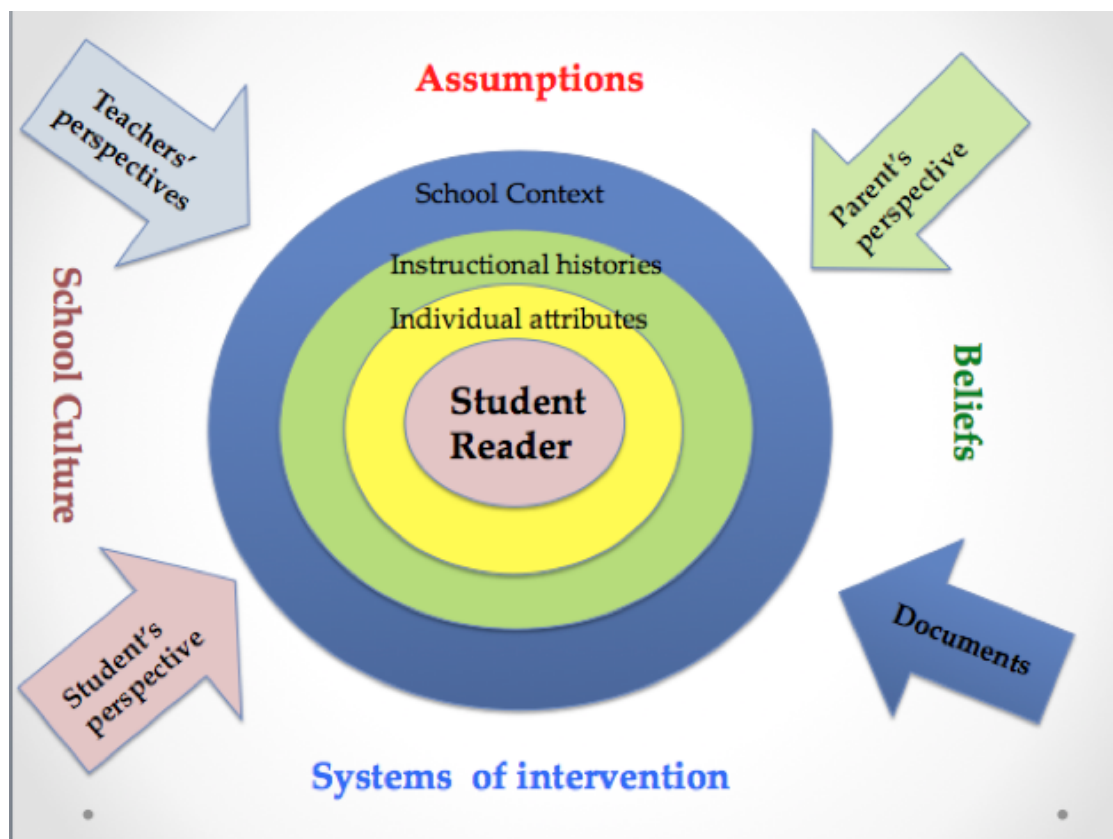 Assumptions
Teachers'
perspectives
Parent's
perspective
School Context
Instructional histories
Individual attributes
Student
Reader
School Culture
Beliefs
Student's
perspective
Documents
Systems of intervention